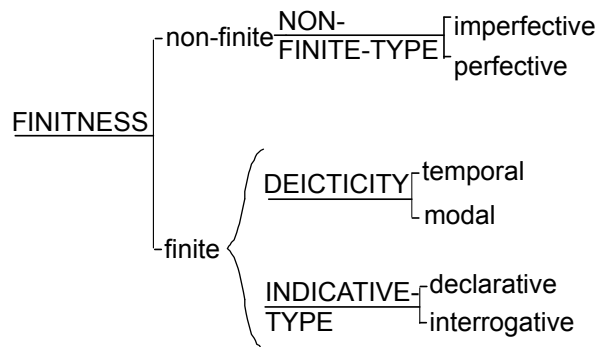 NON-
FINITE-TYPE
non-finite
imperfective
perfective
FINITNESS
finite
DEICTICITY
temporal
modal
INDICATIVE-
TYPE
declarative
interrogative